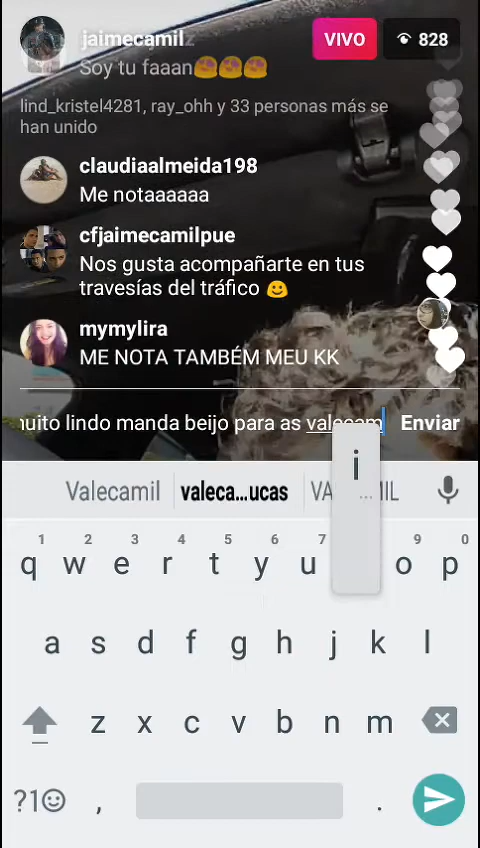 jaimecamilz
VIVO
828
Soy tu faaan😍😍😍
lind_kristel4281, ray_ohh y 33 personas más se
han unido
claudiaalmeida198
Me notaaaaaa
cfjaimecamilpue
Nos gusta acompañarte en tus
travesías del tráfico 🙂
mymylira
ME NOTA TAMBÉM MEU KK
uito lindo manda beijo para as valecam
Enviar
Valecamil valeca...ucas VA...IL
1 2 3 4 5 6 7 9 0
q w e r t y u i o p
a s d f g h j k l
z x c v b n m
?1☺ , .